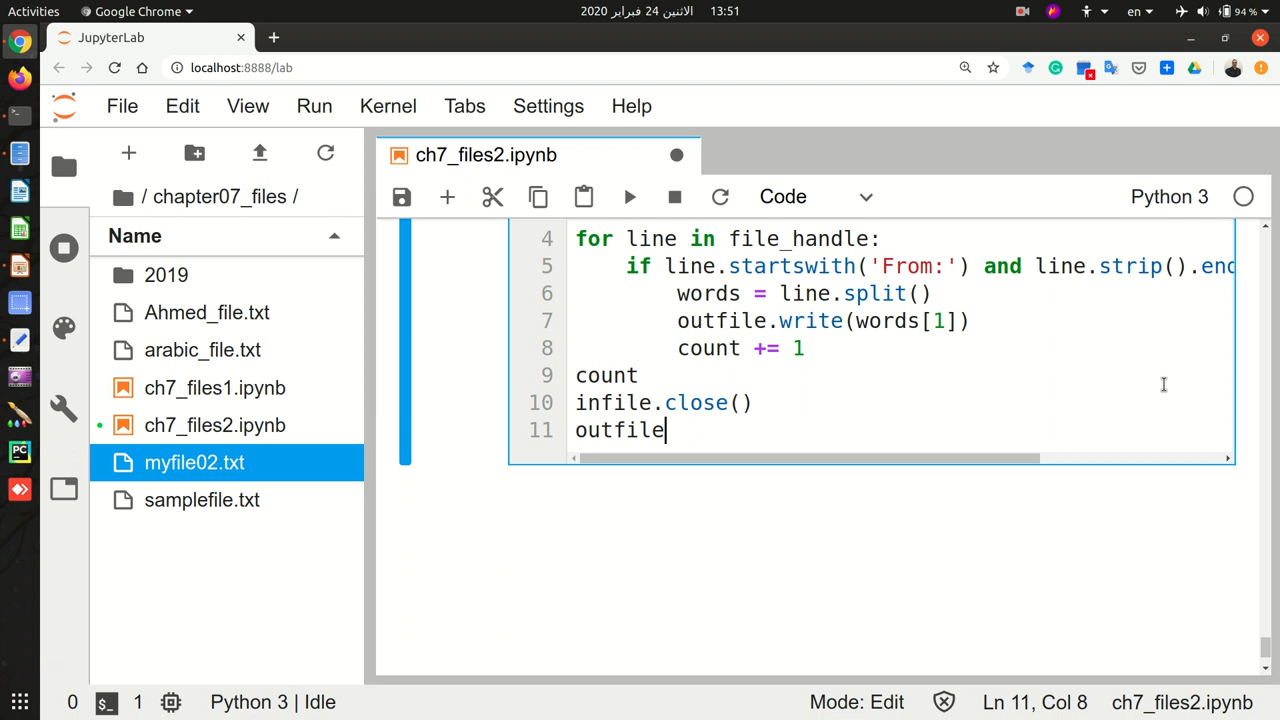 Activities
Google Chrome
الاثنين 24 فبراير 2020 13:51
en
94 %
JupyterLab
localhost:8888/lab
File Edit View Run Kernel Tabs Settings Help
ch7_files2.ipynb
/ chapter07_files /
Code
Python 3
Name
2019
Ahmed_file.txt
arabic_file.txt
ch7_files1.ipynb
ch7_files2.ipynb
myfile02.txt
samplefile.txt
4 for line in file_handle:
5 if line.startswith('From:') and line.strip().end
6 words = line.split()
7 outfile.write(words[1])
8 count += 1
9 count
10 infile.close()
11 outfile
PC
0 $_ 1 Python 3 | Idle
Mode: Edit Ln 11, Col 8 ch7_files2.ipynb